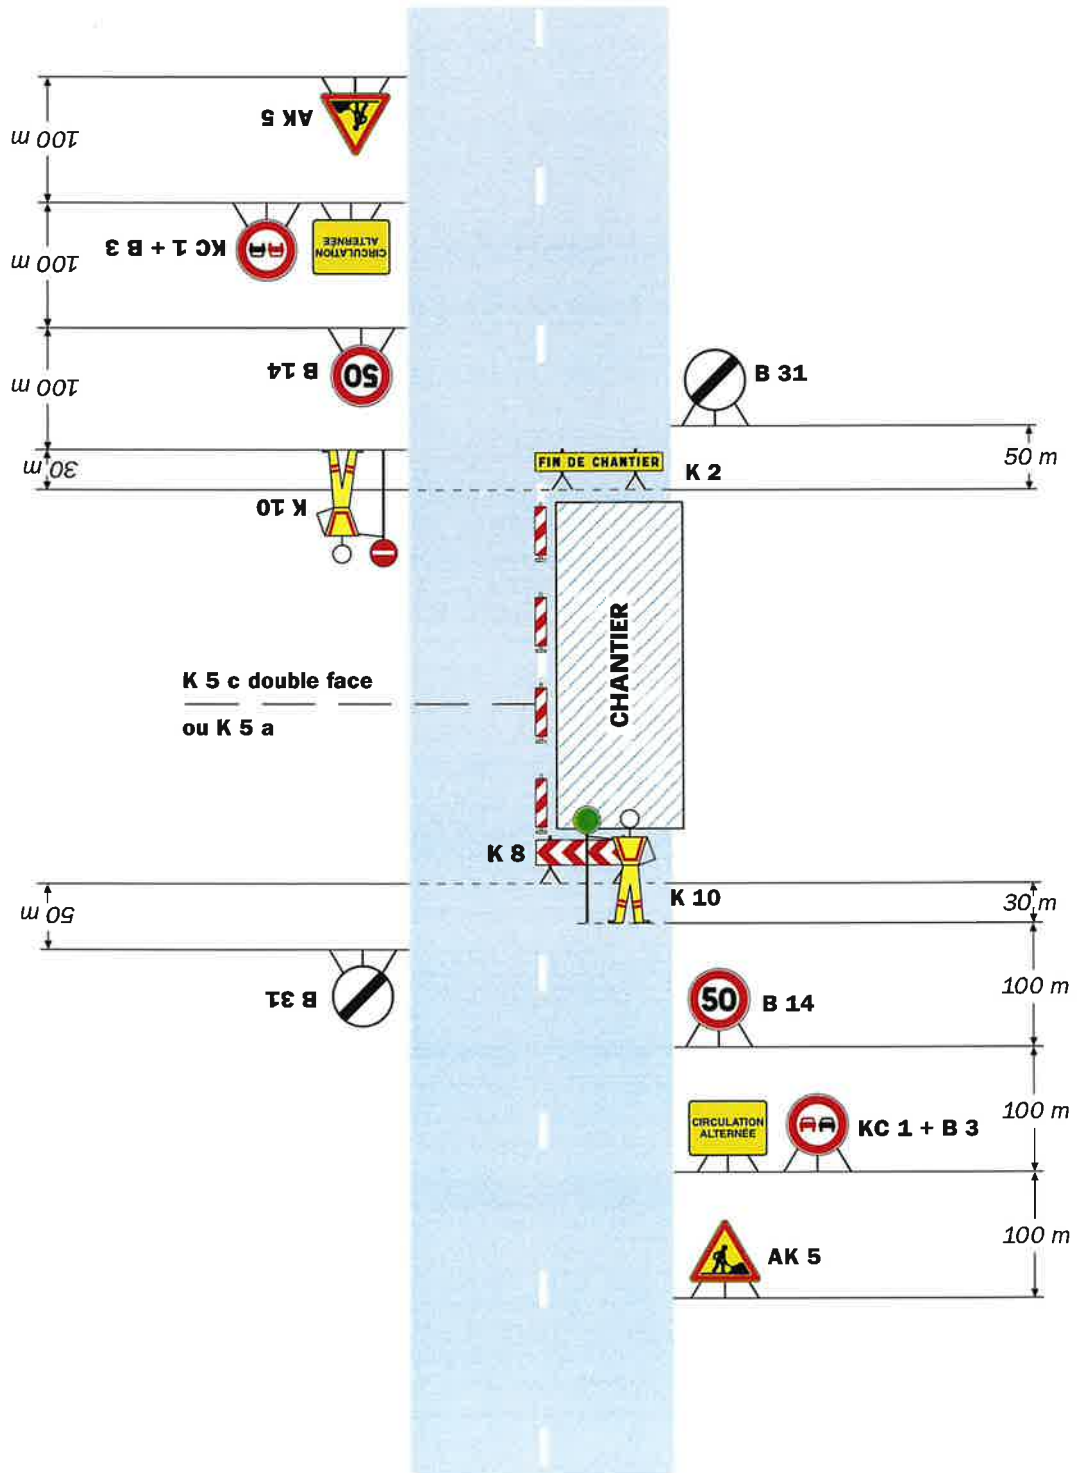 100 m
AK 5
100 m
KC 1 + B 3
CIRCULATION
ALTERNÉE
100 m
B 14
50
B 31
30 m
K 10
FIN DE CHANTIER
K 2
50 m
CHANTIER
K 5 c double face
ou K 5 a
K 8
K 10
30 m
50 m
B 31
50
B 14
100 m
CIRCULATION
ALTERNÉE
KC 1 + B 3
100 m
AK 5
100 m